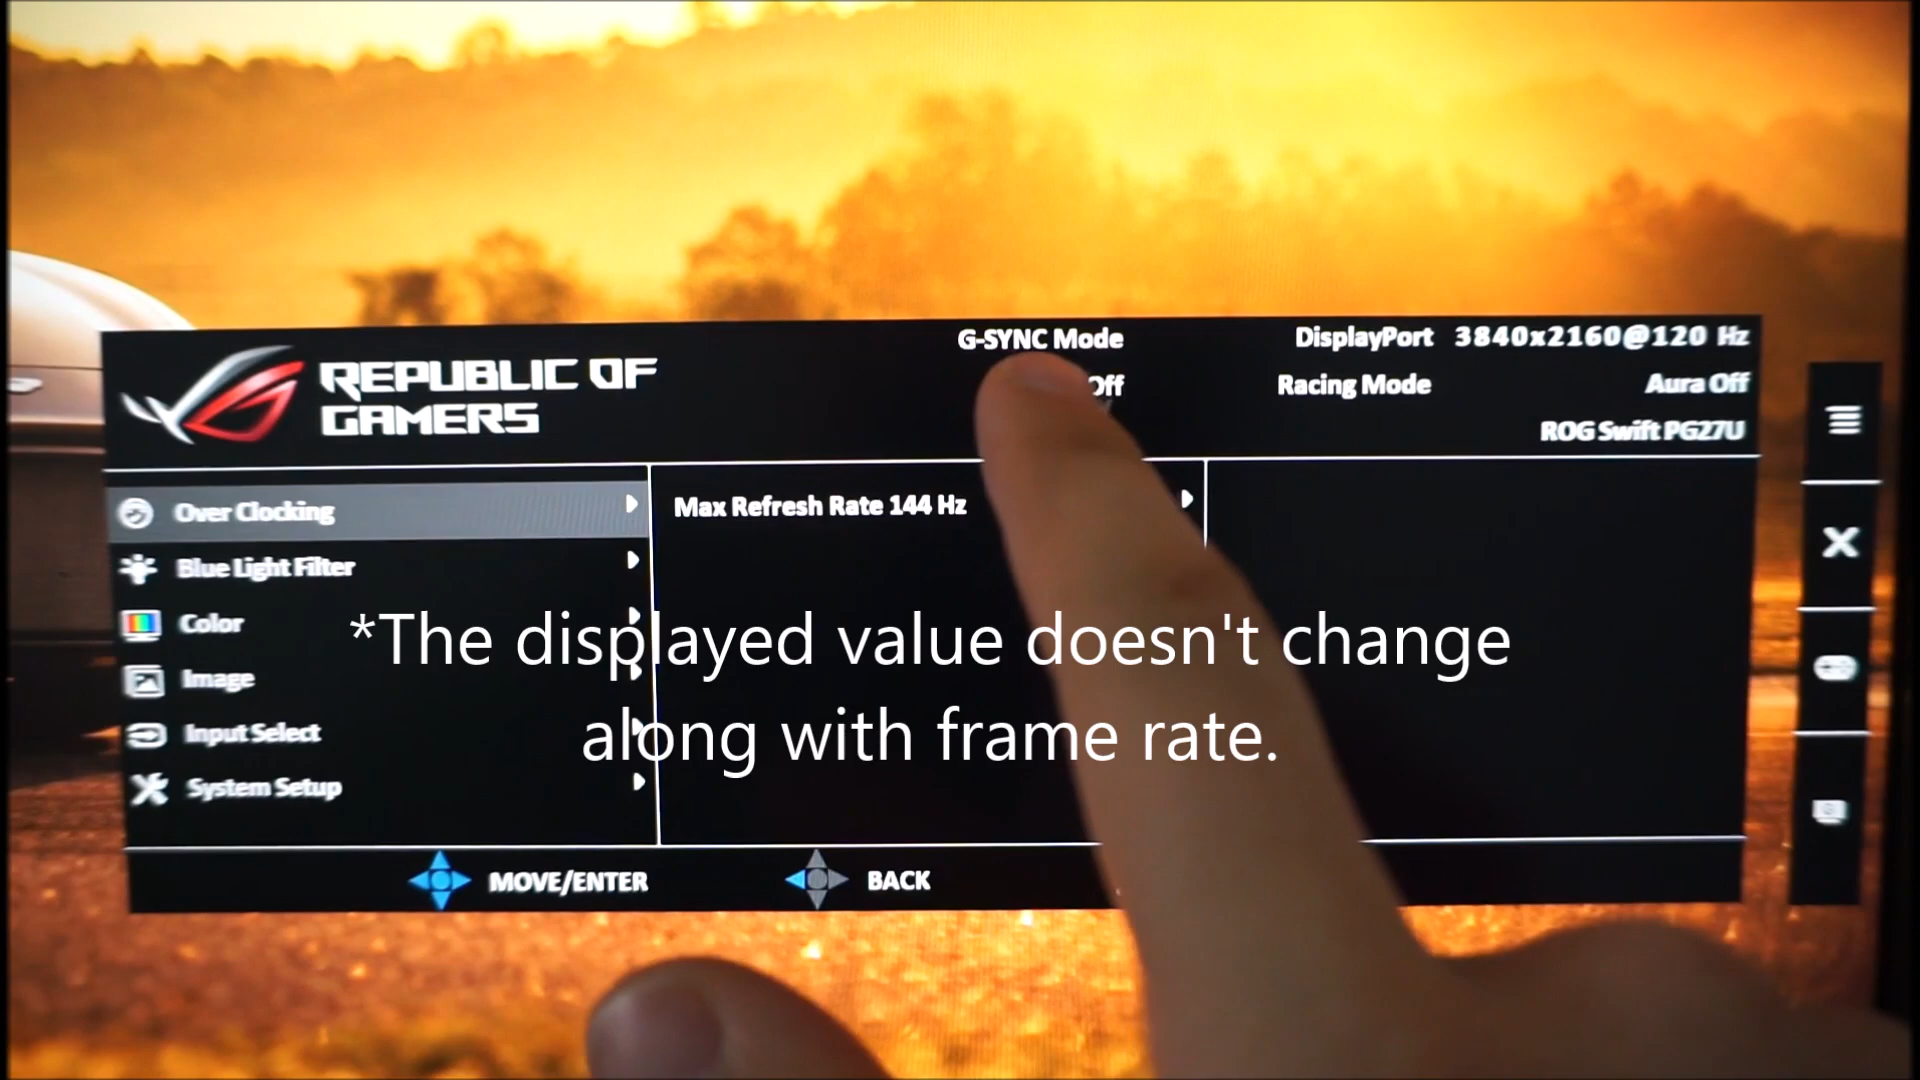 G-SYNC Mode
DisplayPort 3840x2160@120 Hz
REPUBLIC OF
GAMERS
Off
Racing Mode
Aura Off
ROG Swift PG27U
Over Clocking
Max Refresh Rate 144 Hz
Blue Light Filter
Color
Image
Input Select
System Setup
*The displayed value doesn't change
along with frame rate.
MOVE/ENTER
BACK